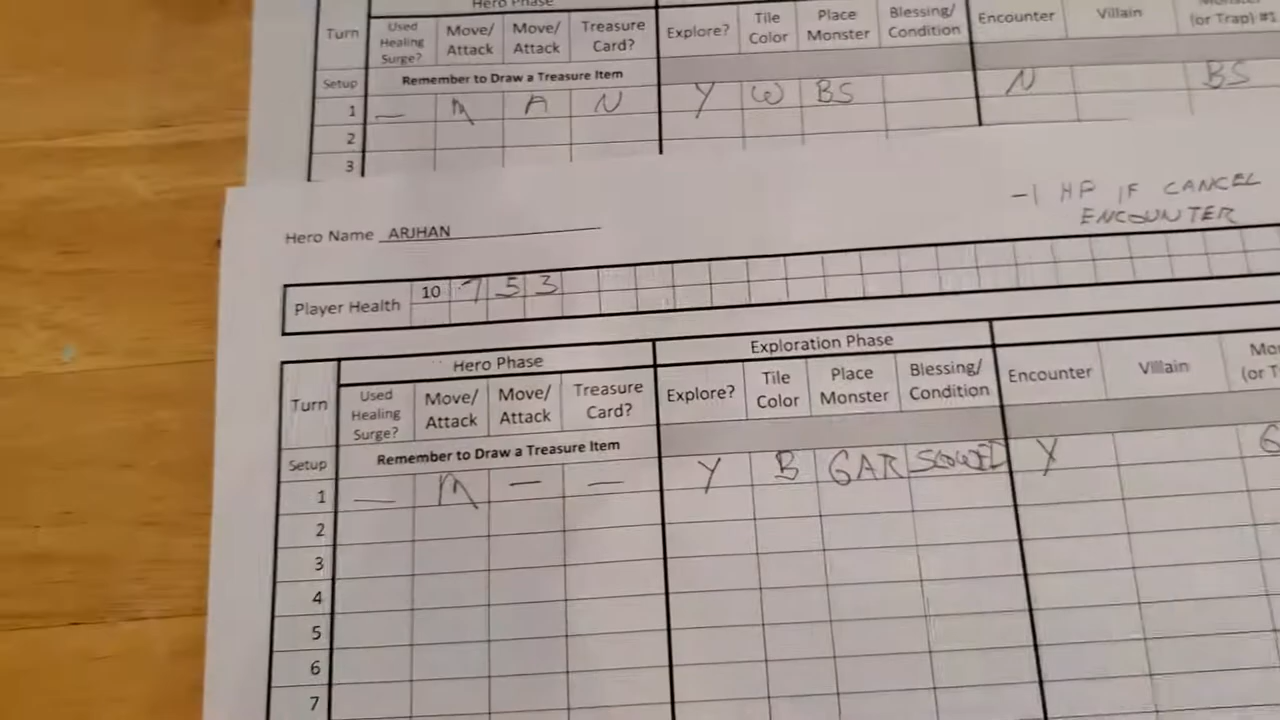 Hero Phase
Turn Used Healing Surge? Move/ Attack Move/ Attack Treasure Card? Explore? Tile Color Place Monster Blessing/ Condition Encounter Villain (or Trap) #1
Setup Remember to Draw a Treasure Item
1 — M A N Y W BS N BS
2
3
-1 HP IF CANCEL
ENCOUNTER
Hero Name ARJHAN
Player Health 10 7 5 3
Hero Phase Exploration Phase
Turn Used Healing Surge? Move/ Attack Move/ Attack Treasure Card? Explore? Tile Color Place Monster Blessing/ Condition Encounter Villain
Setup Remember to Draw a Treasure Item
1 — M — — Y B GAR SLOWED Y G
2
3
4
5
6
7